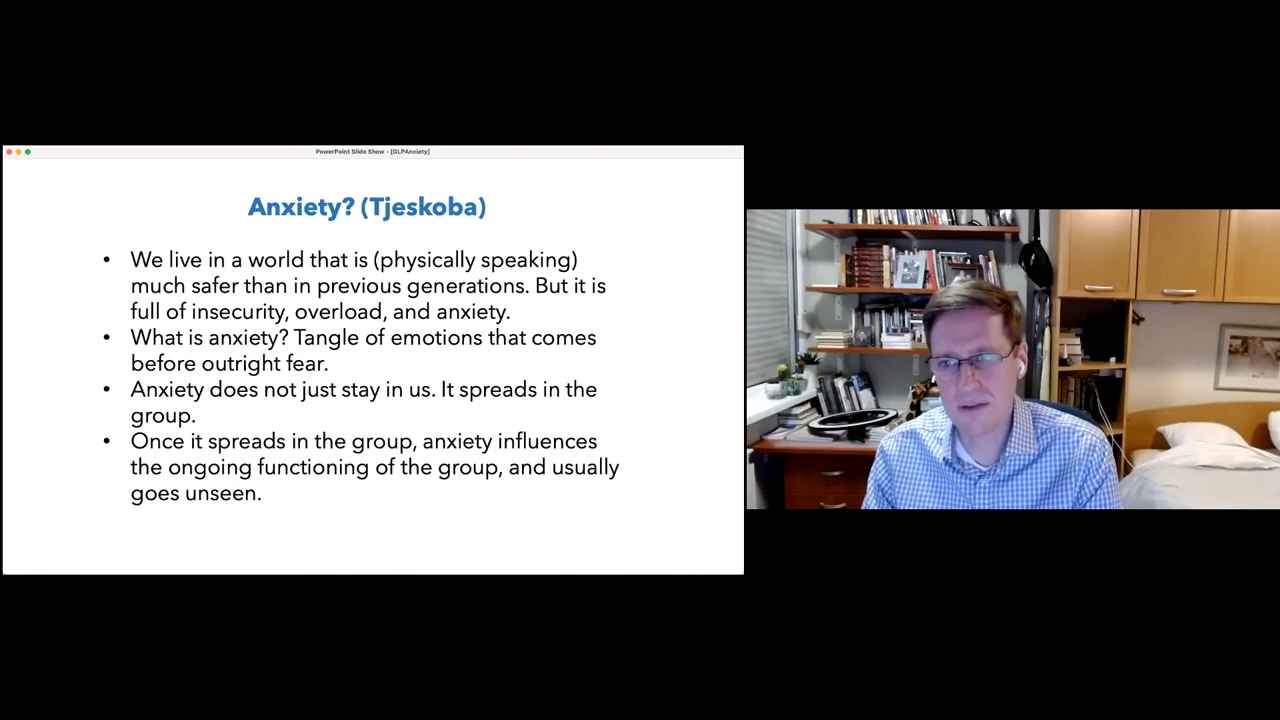 PowerPoint Slide Show - [GLPAnxiety]
Anxiety? (Tjeskoba)
• We live in a world that is (physically speaking)
much safer than in previous generations. But it is
full of insecurity, overload, and anxiety.
• What is anxiety? Tangle of emotions that comes
before outright fear.
• Anxiety does not just stay in us. It spreads in the
group.
• Once it spreads in the group, anxiety influences
the ongoing functioning of the group, and usually
goes unseen.